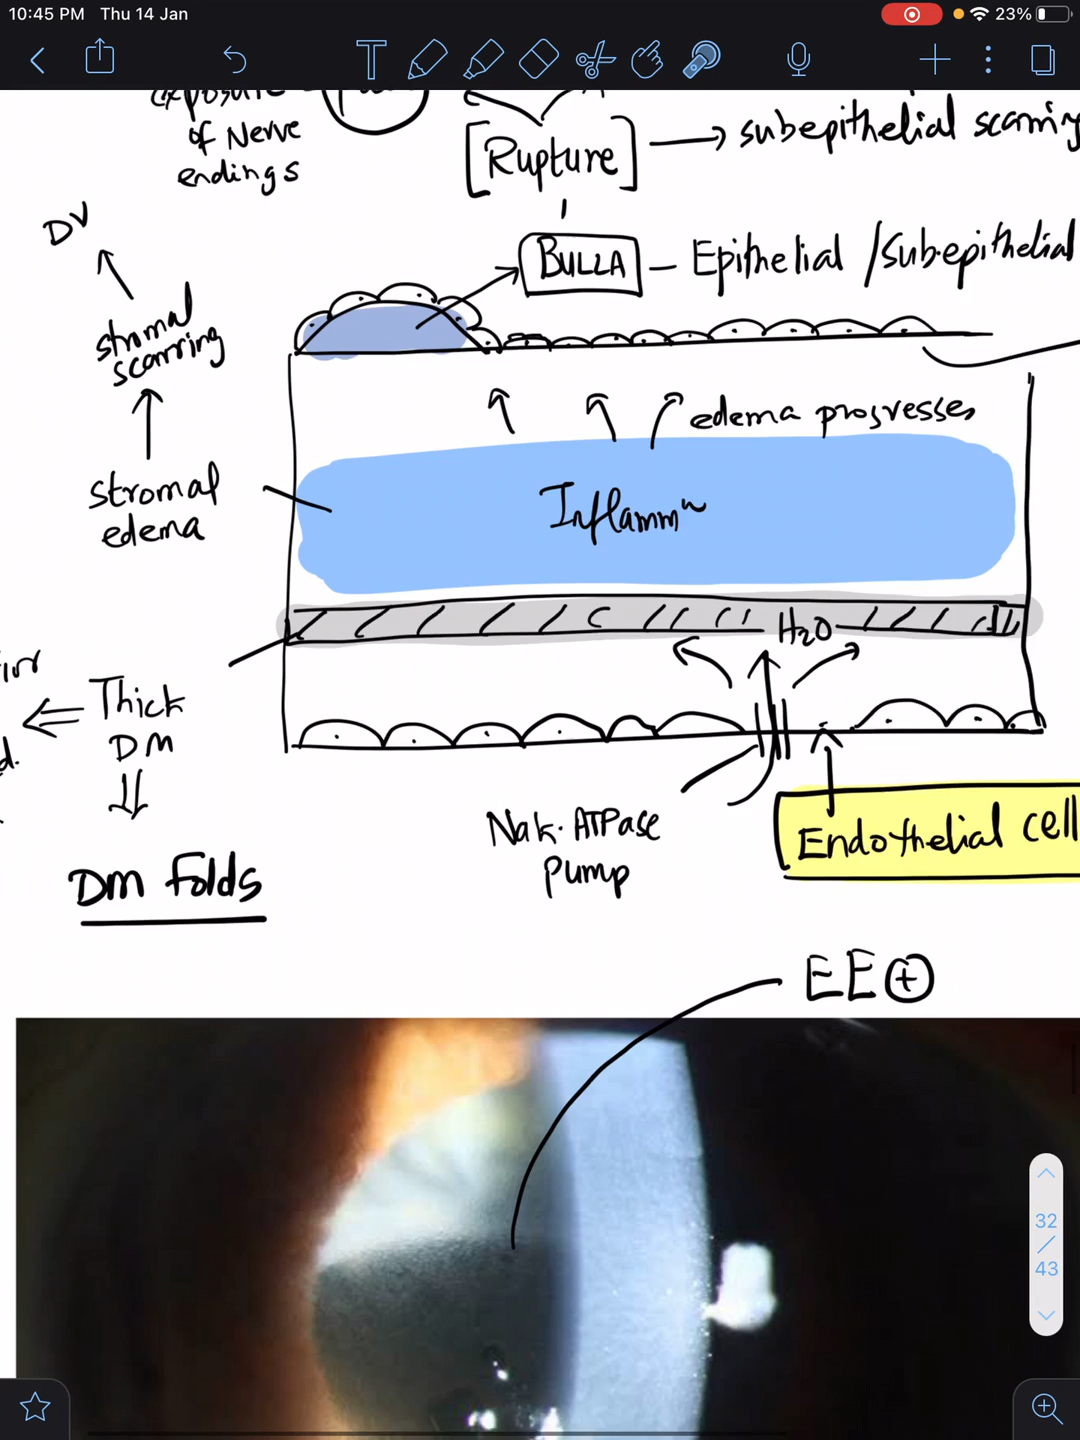 10:45 PM Thu 14 Jan
23%
exposure
of Nerve
endings
[Rupture]
subepithelial scarring
DV
BULLA
Epithelial / subepithelial
stromal
scarring
edema progresses
stromal
edema
Inflammⁿ
H₂O
Thick
DM
DM Folds
Nak. ATPase
Pump
Endothelial cell
EE⊕
32
/
43